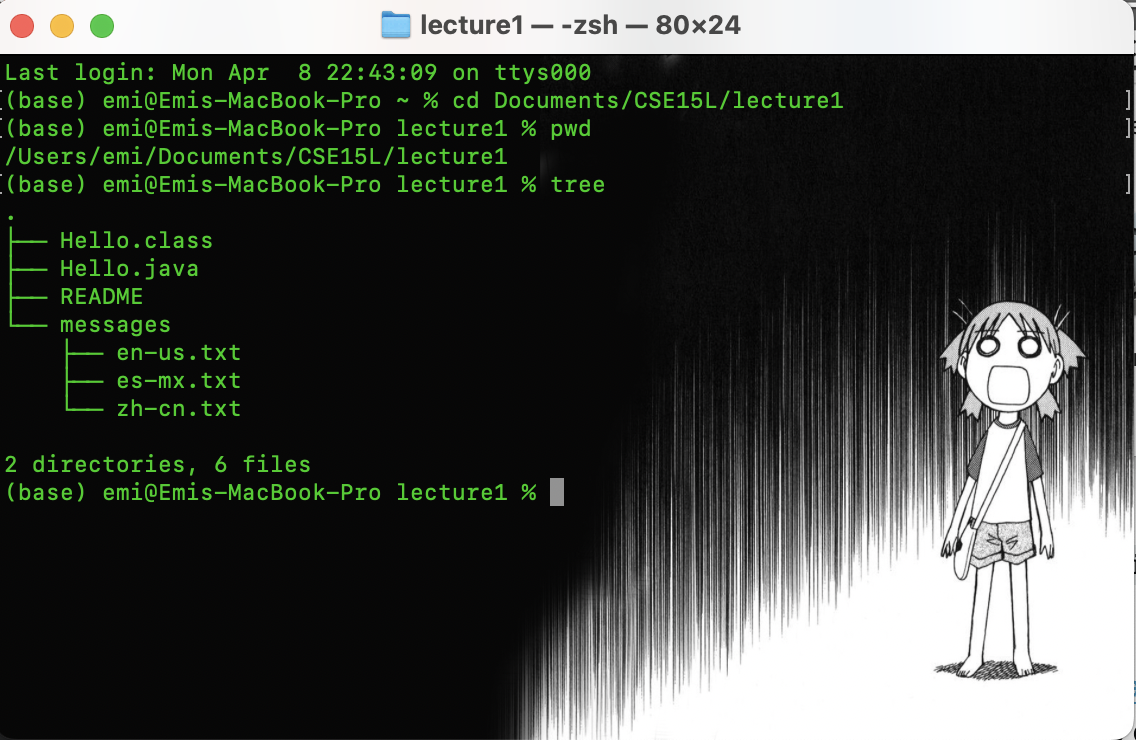 lecture1 — -zsh — 80×24
Last login: Mon Apr  8 22:43:09 on ttys000
[(base) emi@Emis-MacBook-Pro ~ % cd Documents/CSE15L/lecture1 ]
[(base) emi@Emis-MacBook-Pro lecture1 % pwd ]
/Users/emi/Documents/CSE15L/lecture1
[(base) emi@Emis-MacBook-Pro lecture1 % tree ]
.
├── Hello.class
├── Hello.java
├── README
└── messages
    ├── en-us.txt
    ├── es-mx.txt
    └── zh-cn.txt
2 directories, 6 files
(base) emi@Emis-MacBook-Pro lecture1 %